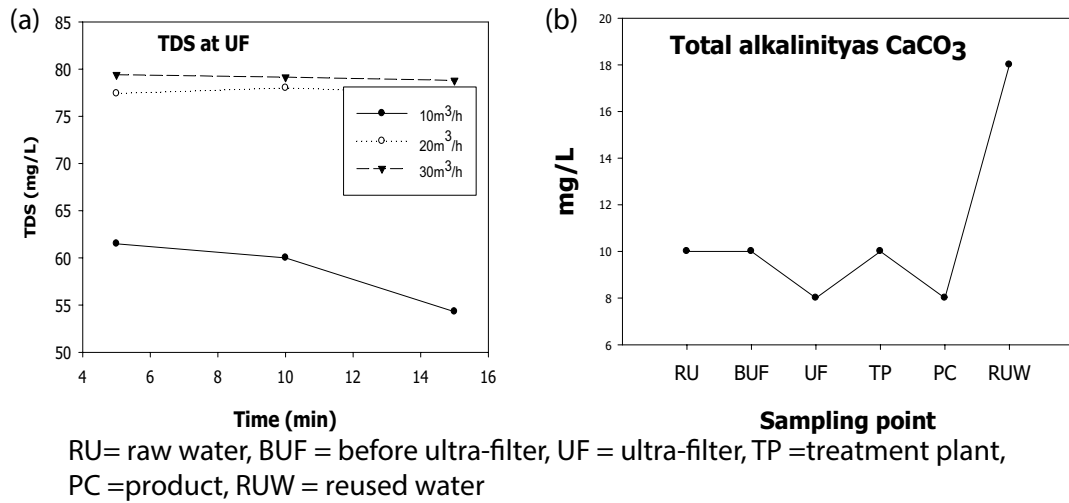 (a)
TDS at UF
TDS (mg/L)
85
80
75
70
65
60
55
50
4
6
8
10
12
14
16
Time (min)
10m³/h
20m³/h
30m³/h
(b)
Total alkalinityas CaCO₃
mg/L
20
18
16
14
12
10
8
6
RU BUF UF TP PC RUW
Sampling point
RU= raw water, BUF = before ultra-filter, UF = ultra-filter, TP =treatment plant,
PC =product, RUW = reused water